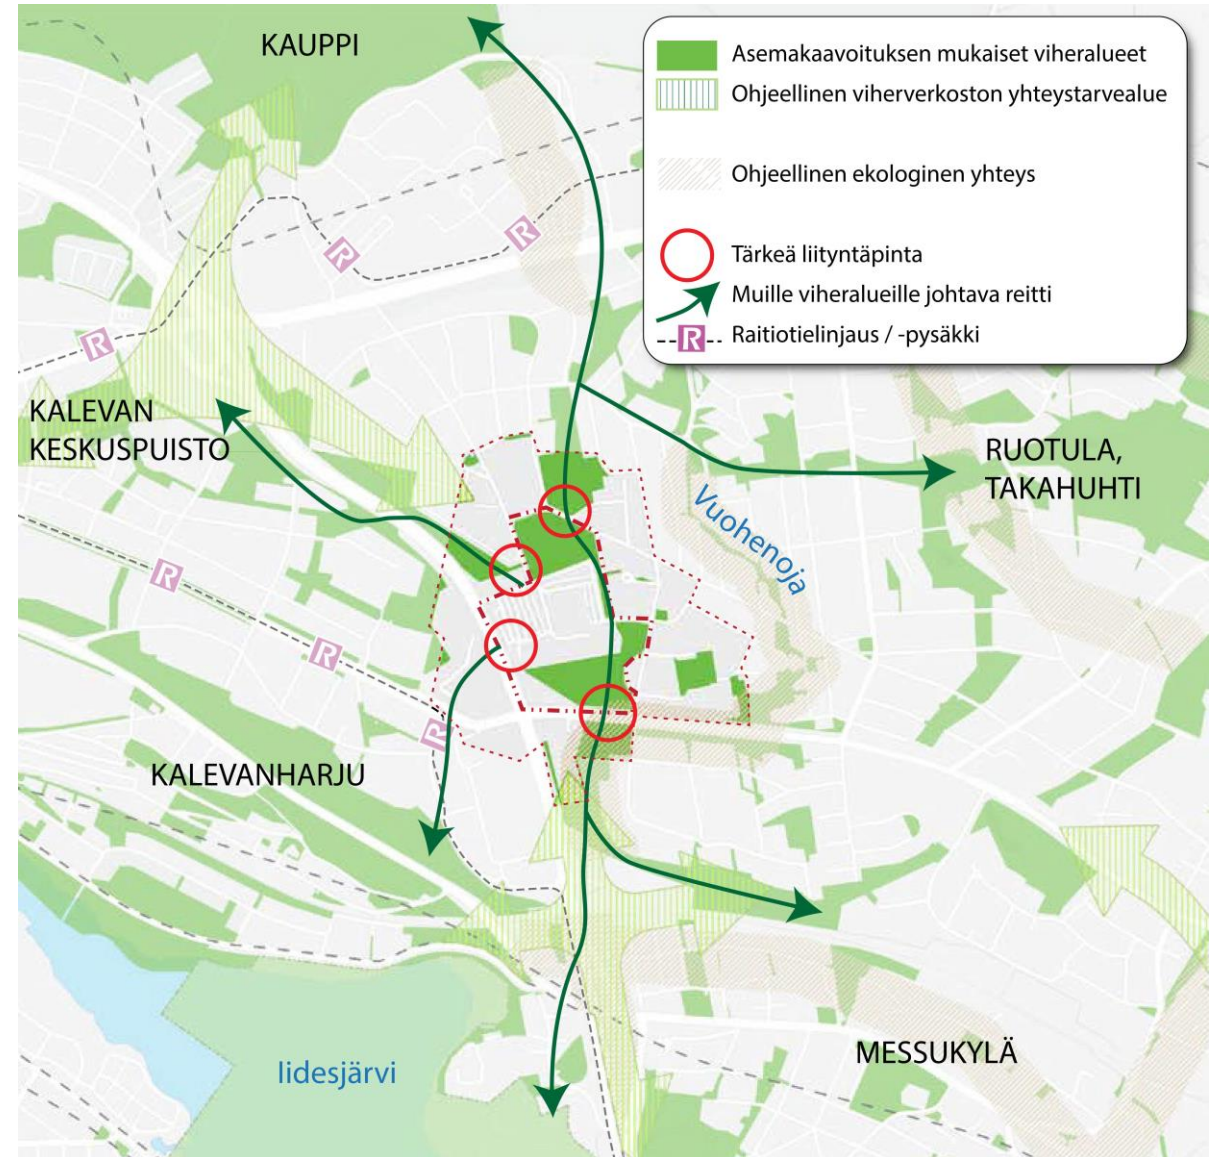 KAUPPI
Asemakaavoituksen mukaiset viheralueet
Ohjeellinen viherverkoston yhteystarvealue
Ohjeellinen ekologinen yhteys
Tärkeä liityntäpinta
Muille viheralueille johtava reitti
R Raitiotielinjaus / -pysäkki
R
R
R
KALEVAN
KESKUSPUISTO
RUOTULA,
TAKAHUHTI
Vuohenoja
R
R
R
KALEVANHARJU
MESSUKYLÄ
Iidesjärvi